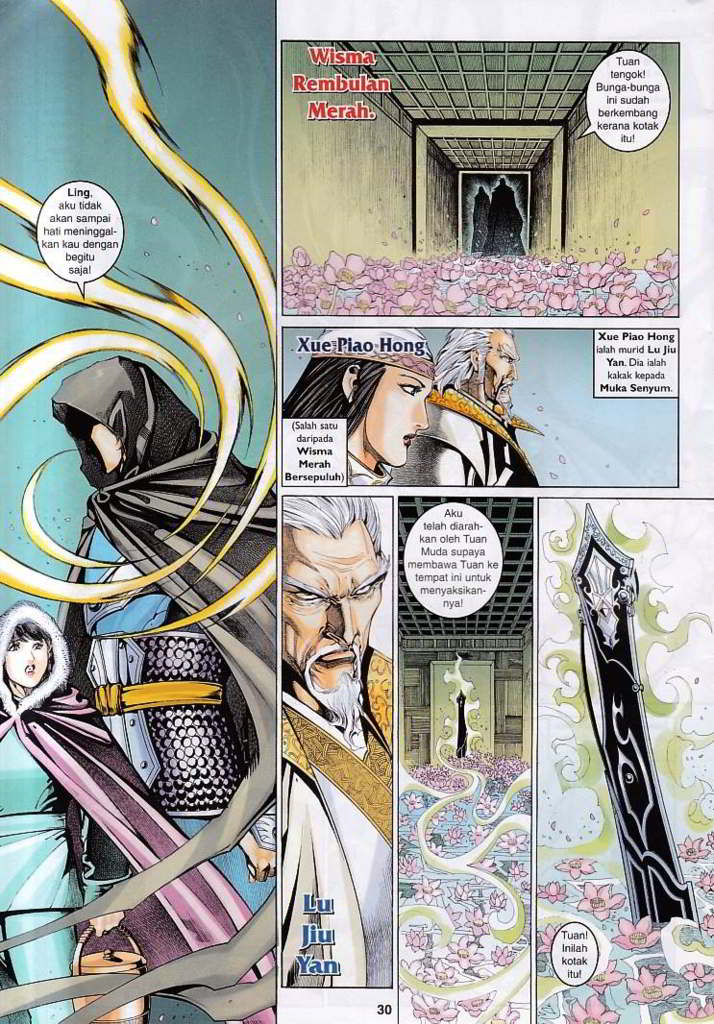 Ling,
aku tidak
akan sampai
hati meninggal-
kan kau dengan
begitu
saja!
Wisma
Rembulan
Merah.
Tuan
tengok!
Bunga-bunga
ini sudah
berkembang
kerana kotak
itu!
Xue Piao Hong
(Salah satu
daripada
Wisma
Merah
Bersepuluh)
Xue Piao Hong
ialah murid Lu Jiu
Yan. Dia ialah
kakak kepada
Muka Senyum.
Lu
Jiu
Yan
Aku
telah diarah-
kan oleh Tuan
Muda supaya
membawa Tuan ke
tempat ini untuk
menyaksikan-
nya!
Tuan!
Inilah
kotak
itu!
30